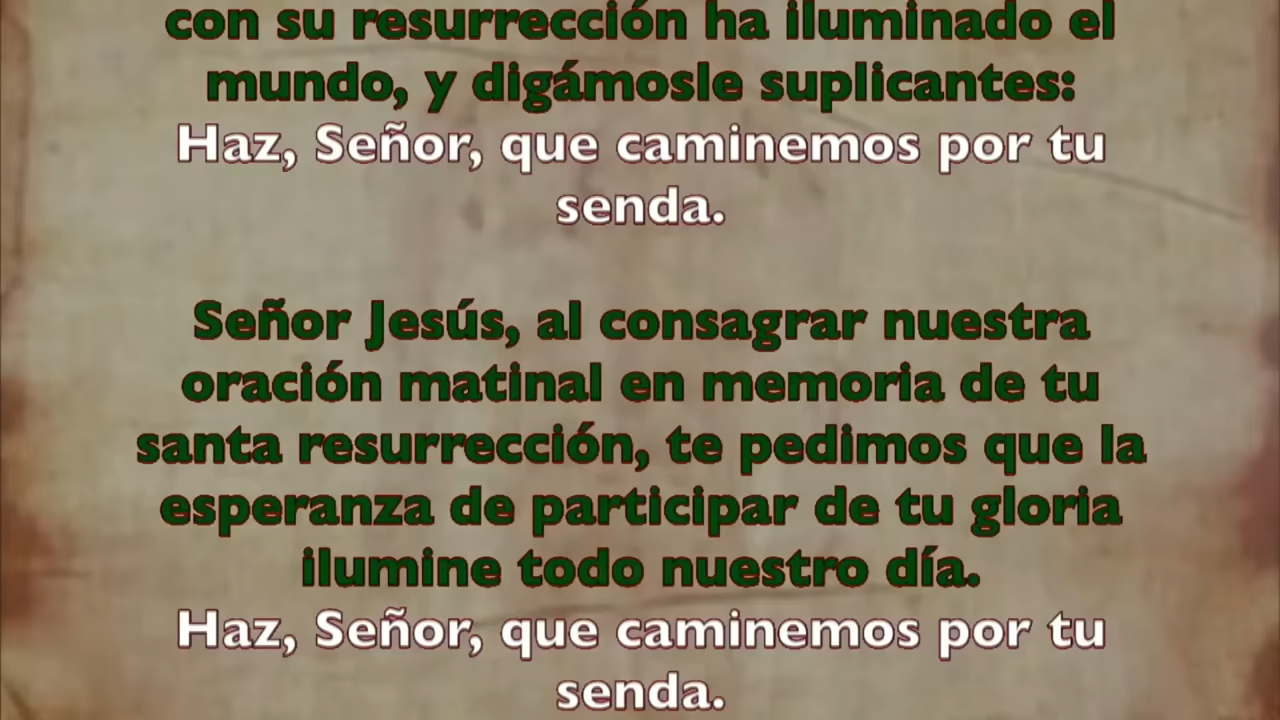 con su resurrección ha iluminado el
mundo, y digámosle suplicantes:
Haz, Señor, que caminemos por tu
senda.
Señor Jesús, al consagrar nuestra
oración matinal en memoria de tu
santa resurrección, te pedimos que la
esperanza de participar de tu gloria
ilumine todo nuestro día.
Haz, Señor, que caminemos por tu
senda.